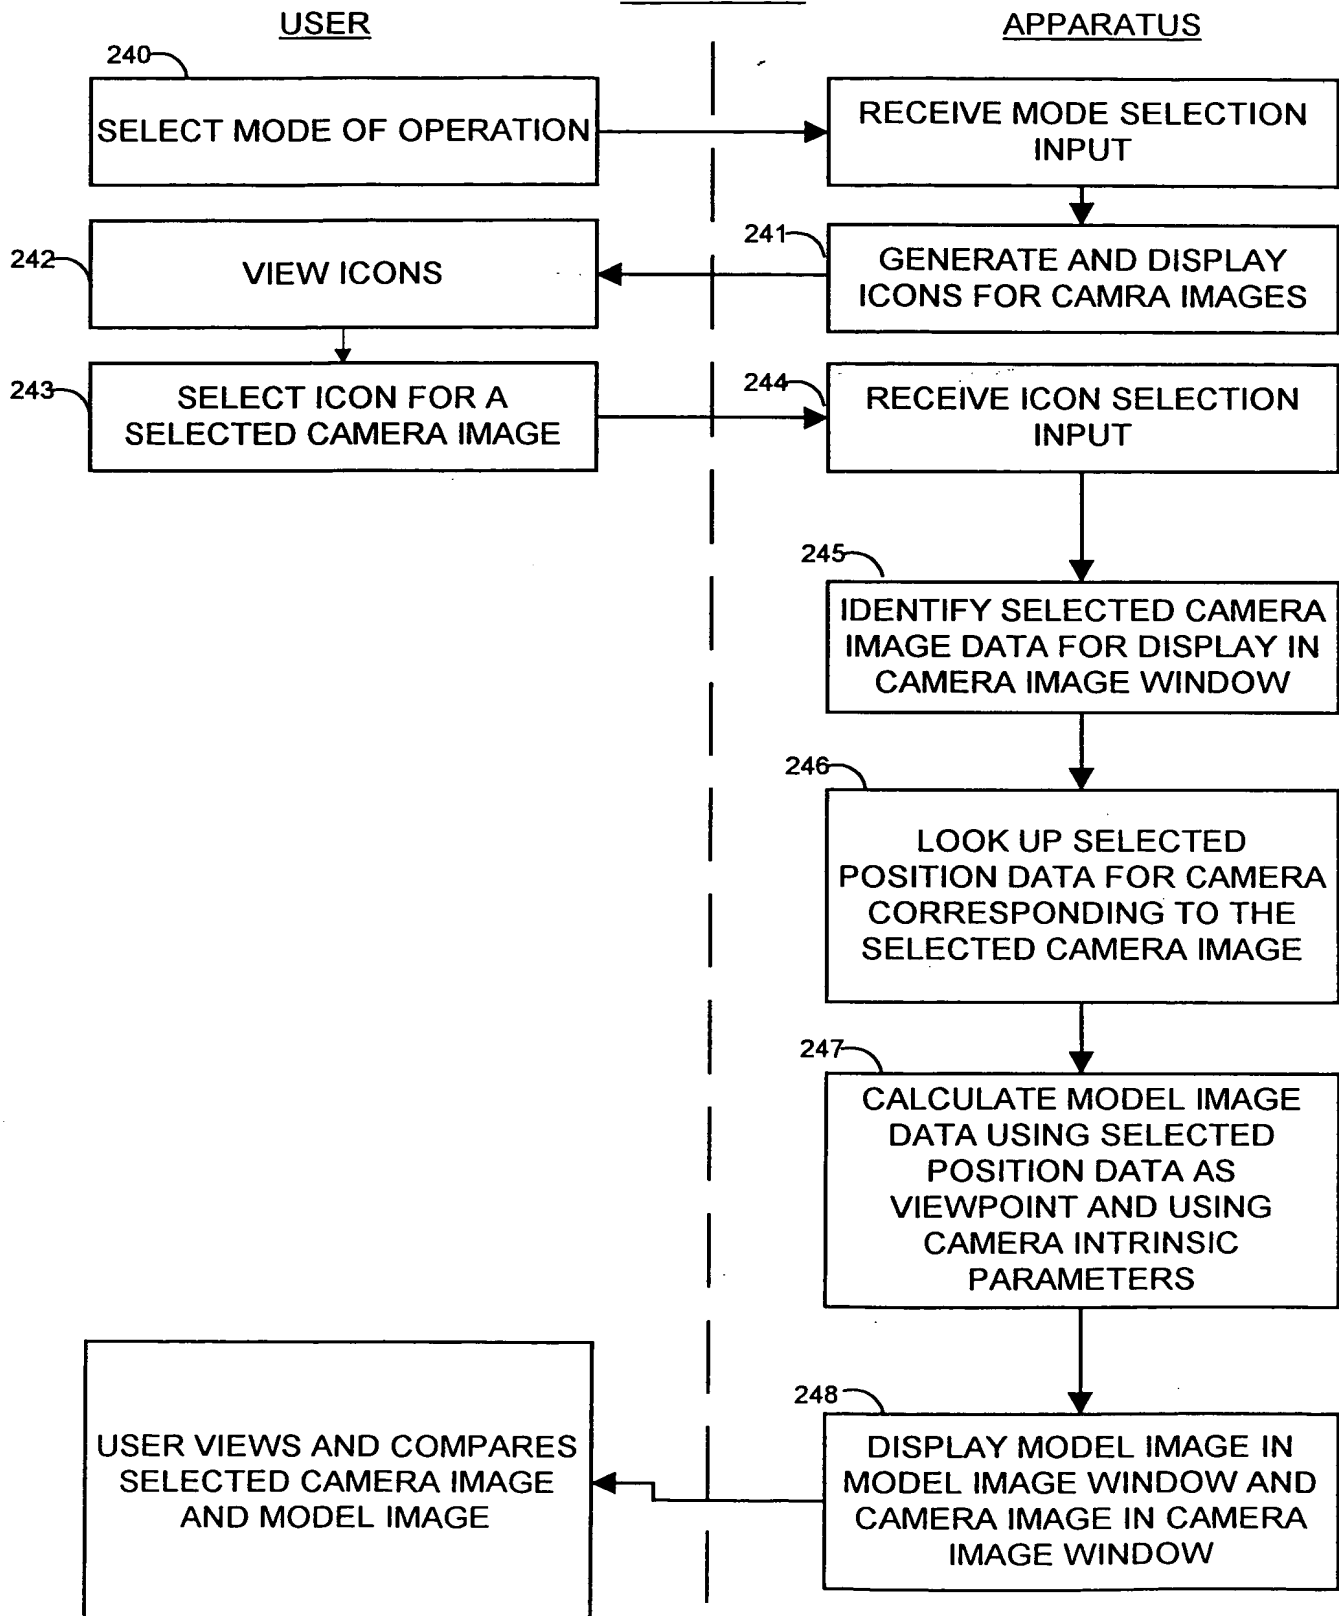 USER
APPARATUS
240
SELECT MODE OF OPERATION
RECEIVE MODE SELECTION
INPUT
241
GENERATE AND DISPLAY
ICONS FOR CAMRA IMAGES
242
VIEW ICONS
243
SELECT ICON FOR A
SELECTED CAMERA IMAGE
244
RECEIVE ICON SELECTION
INPUT
245
IDENTIFY SELECTED CAMERA
IMAGE DATA FOR DISPLAY IN
CAMERA IMAGE WINDOW
246
LOOK UP SELECTED
POSITION DATA FOR CAMERA
CORRESPONDING TO THE
SELECTED CAMERA IMAGE
247
CALCULATE MODEL IMAGE
DATA USING SELECTED
POSITION DATA AS
VIEWPOINT AND USING
CAMERA INTRINSIC
PARAMETERS
248
DISPLAY MODEL IMAGE IN
MODEL IMAGE WINDOW AND
CAMERA IMAGE IN CAMERA
IMAGE WINDOW
USER VIEWS AND COMPARES
SELECTED CAMERA IMAGE
AND MODEL IMAGE